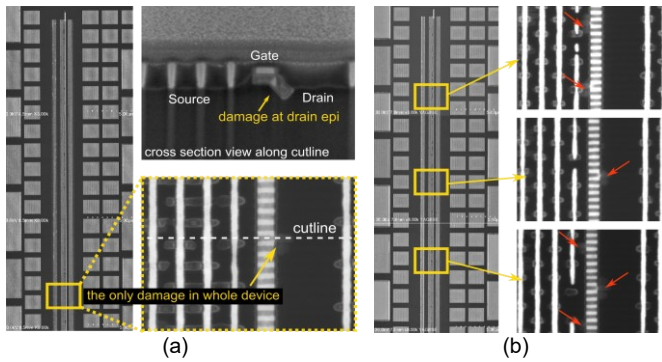 Gate
Source
Drain
damage at drain epi
cross section view along cutline
cutline
the only damage in whole device
(a)
(b)